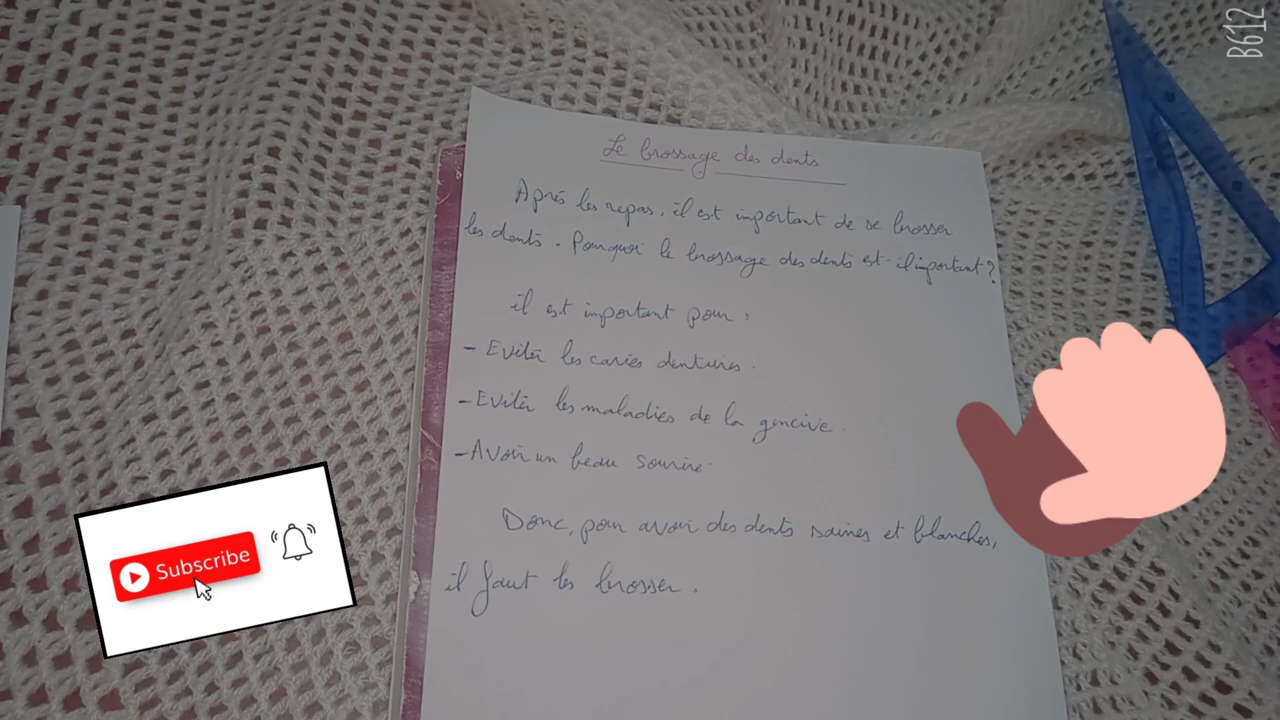 B612
Le brossage des dents
Après les repas, il est important de se brosser
les dents. Pourquoi le brossage des dents est-il important?
il est important pour :
- Eviter les caries denturies.
- Eviter les maladies de la gencive.
- Avoir un beau sourire.
Donc, pour avoir des dents saines et blanches,
il faut les brosser.
Subscribe